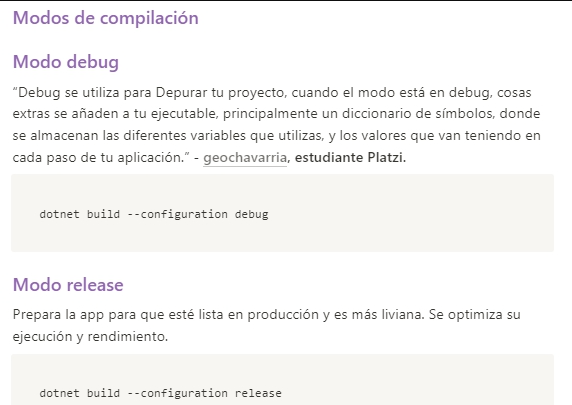 Modos de compilación
Modo debug
“Debug se utiliza para Depurar tu proyecto, cuando el modo está en debug, cosas
extras se añaden a tu ejecutable, principalmente un diccionario de símbolos, donde
se almacenan las diferentes variables que utilizas, y los valores que van teniendo en
cada paso de tu aplicación.” - geochavarria, estudiante Platzi.
dotnet build --configuration debug
Modo release
Prepara la app para que esté lista en producción y es más liviana. Se optimiza su
ejecución y rendimiento.
dotnet build --configuration release